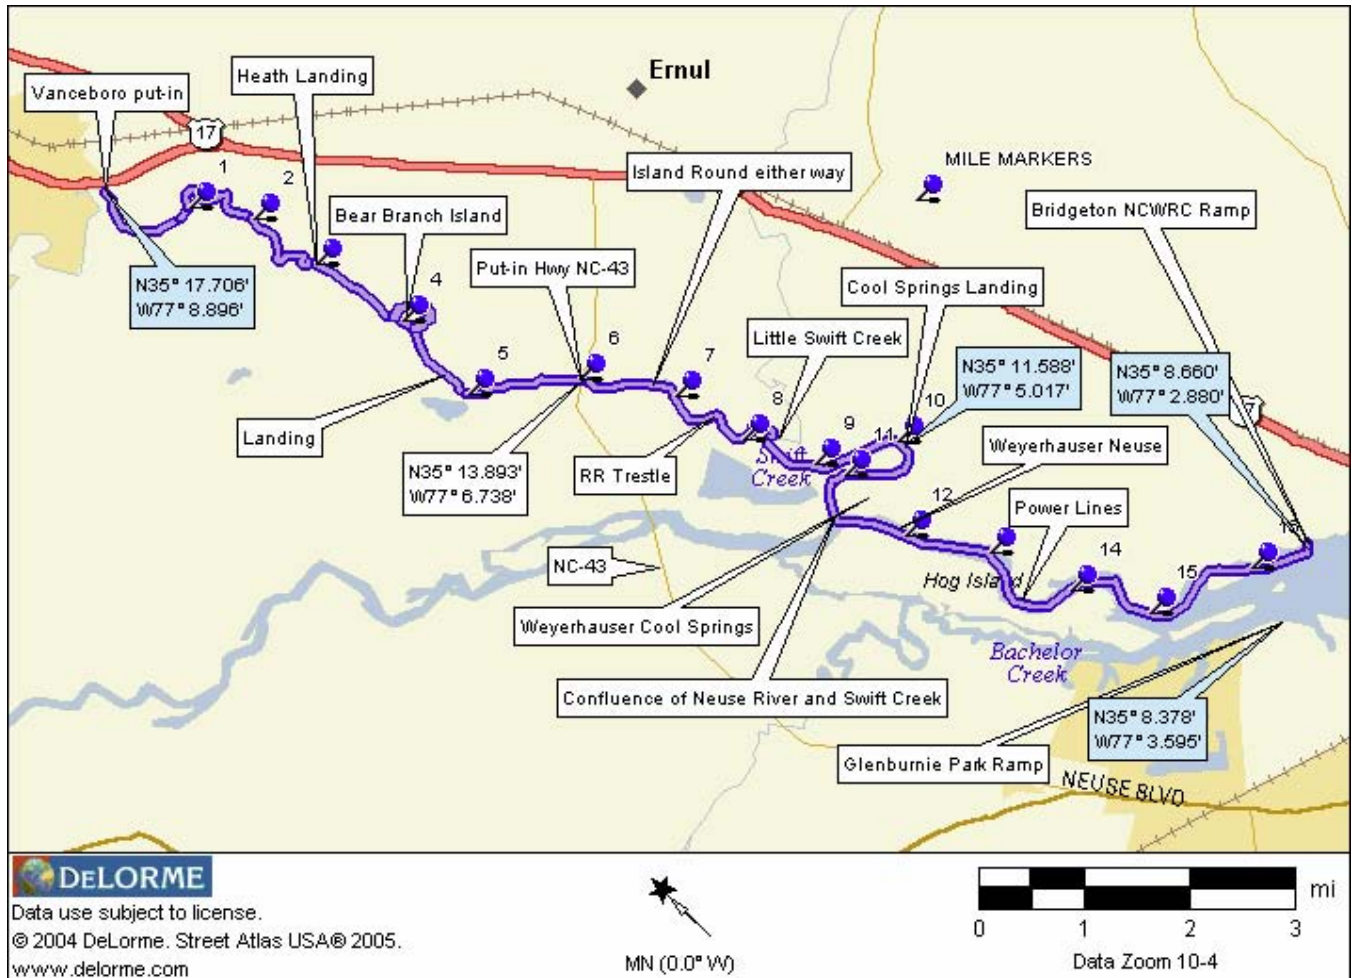 Ernul
Heath Landing
Vanceboro put-in
17
1
2
Island Round either way
MILE MARKERS
Bear Branch Island
Bridgeton NCWRC Ramp
Put-in Hwy NC-43
N35° 17.706'
W77° 8.896'
4
Cool Springs Landing
Little Swift Creek
5
6
7
8
9
10
11
N35° 11.588'
W77° 5.017'
N35° 8.660'
W77° 2.880'
Landing
Swift
Creek
Weyerhauser Neuse
N35° 13.893'
W77° 6.738'
RR Trestle
12
Power Lines
14
15
NC-43
Hog Island
Weyerhauser Cool Springs
Bachelor
Creek
Confluence of Neuse River and Swift Creek
N35° 8.378'
W77° 3.595'
Glenburnie Park Ramp
NEUSE BLVD
DELORME
Data use subject to license.
© 2004 DeLorme. Street Atlas USA® 2005.
www.delorme.com
MN (0.0° W)
mi
0 1 2 3
Data Zoom 10-4